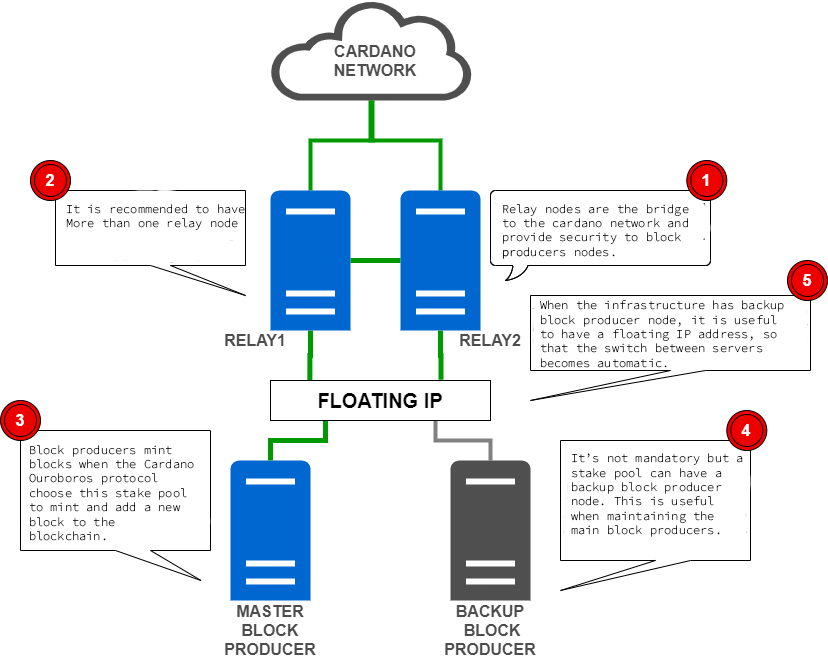 CARDANO
NETWORK
2
It is recommended to have
More than one relay node
1
Relay nodes are the bridge
to the cardano network and
provide security to block
producers nodes.
RELAY1
RELAY2
5
When the infrastructure has backup
block producer node, it is useful
to have a floating IP address, so
that the switch between servers
becomes automatic.
FLOATING IP
3
Block producers mint
blocks when the Cardano
Ouroboros protocol
choose this stake pool
to mint and add a new
block to the
blockchain.
4
It’s not mandatory but a
stake pool can have a
backup block producer
node. This is useful
when maintaining the
main block producers.
MASTER
BLOCK
PRODUCER
BACKUP
BLOCK
PRODUCER